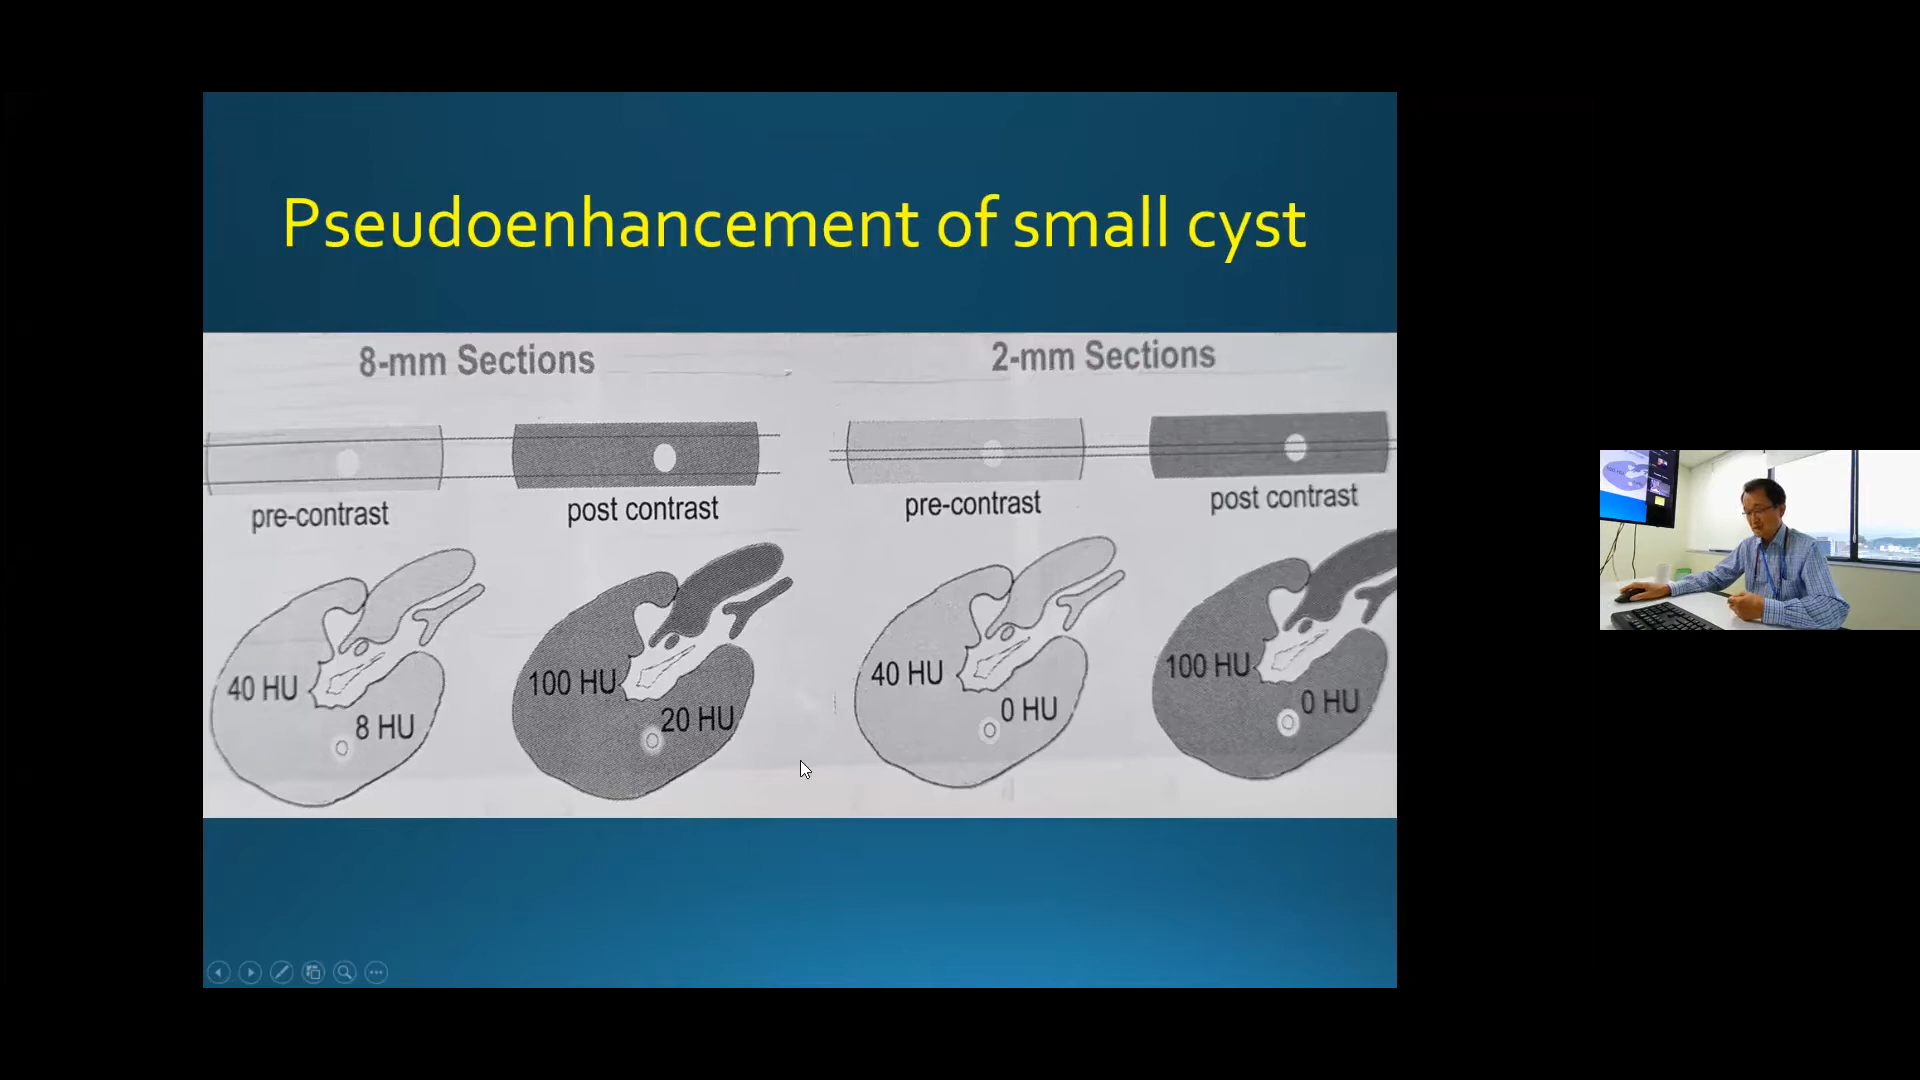 Pseudoenhancement of small cyst
8-mm Sections
2-mm Sections
pre-contrast
post contrast
pre-contrast
post contrast
40 HU
8 HU
100 HU
20 HU
40 HU
0 HU
100 HU
0 HU